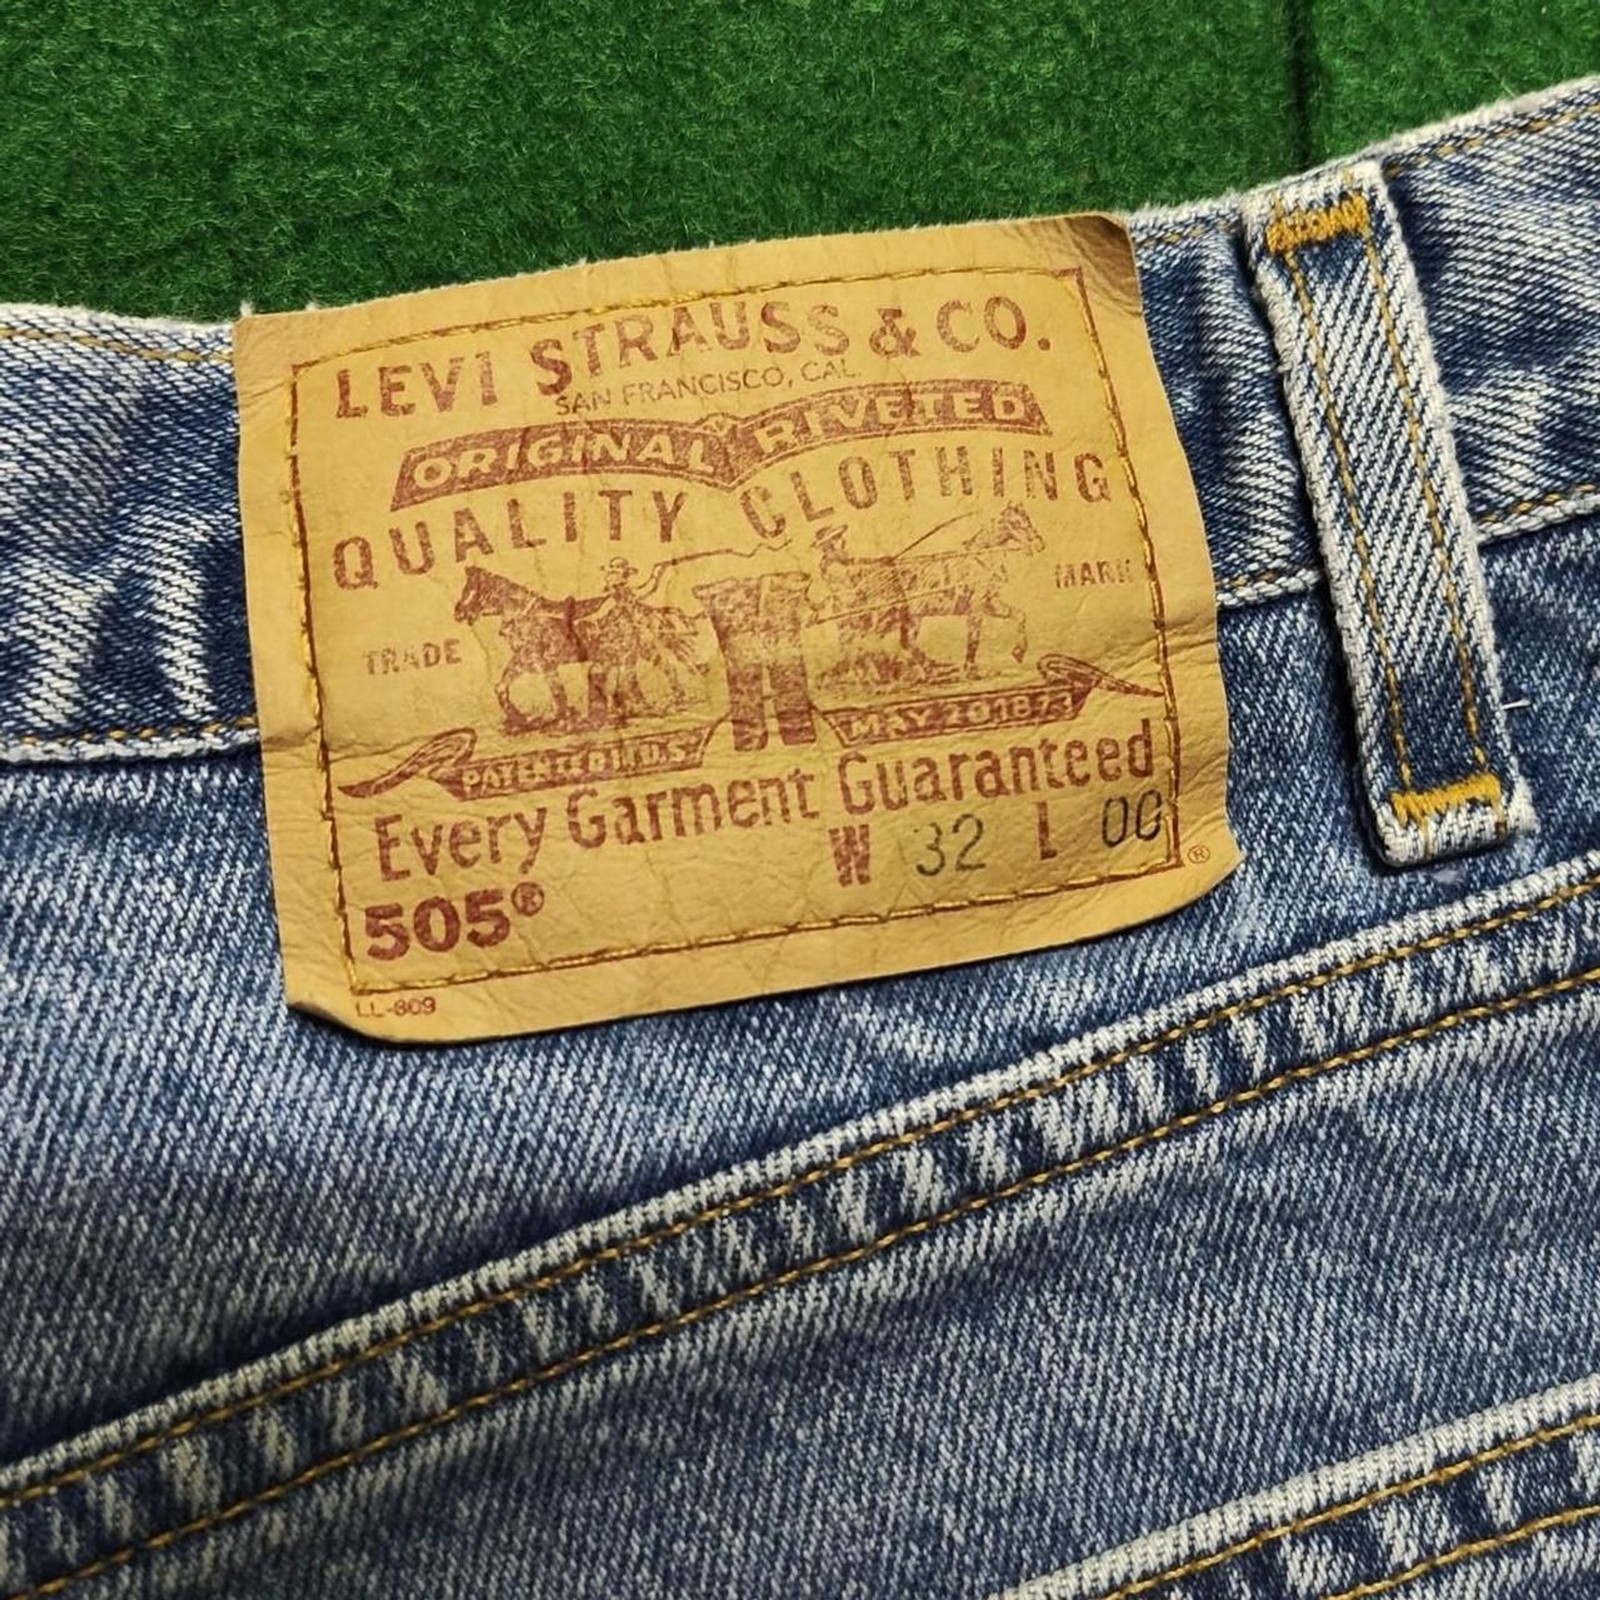 LEVI STRAUSS & CO.
SAN FRANCISCO, CAL.
ORIGINAL RIVETED
QUALITY CLOTHING
TRADE MARK
PATENTED IN U.S. MAY 20 1873
Every Garment Guaranteed
W 32 L 00
505®
®
LL-809